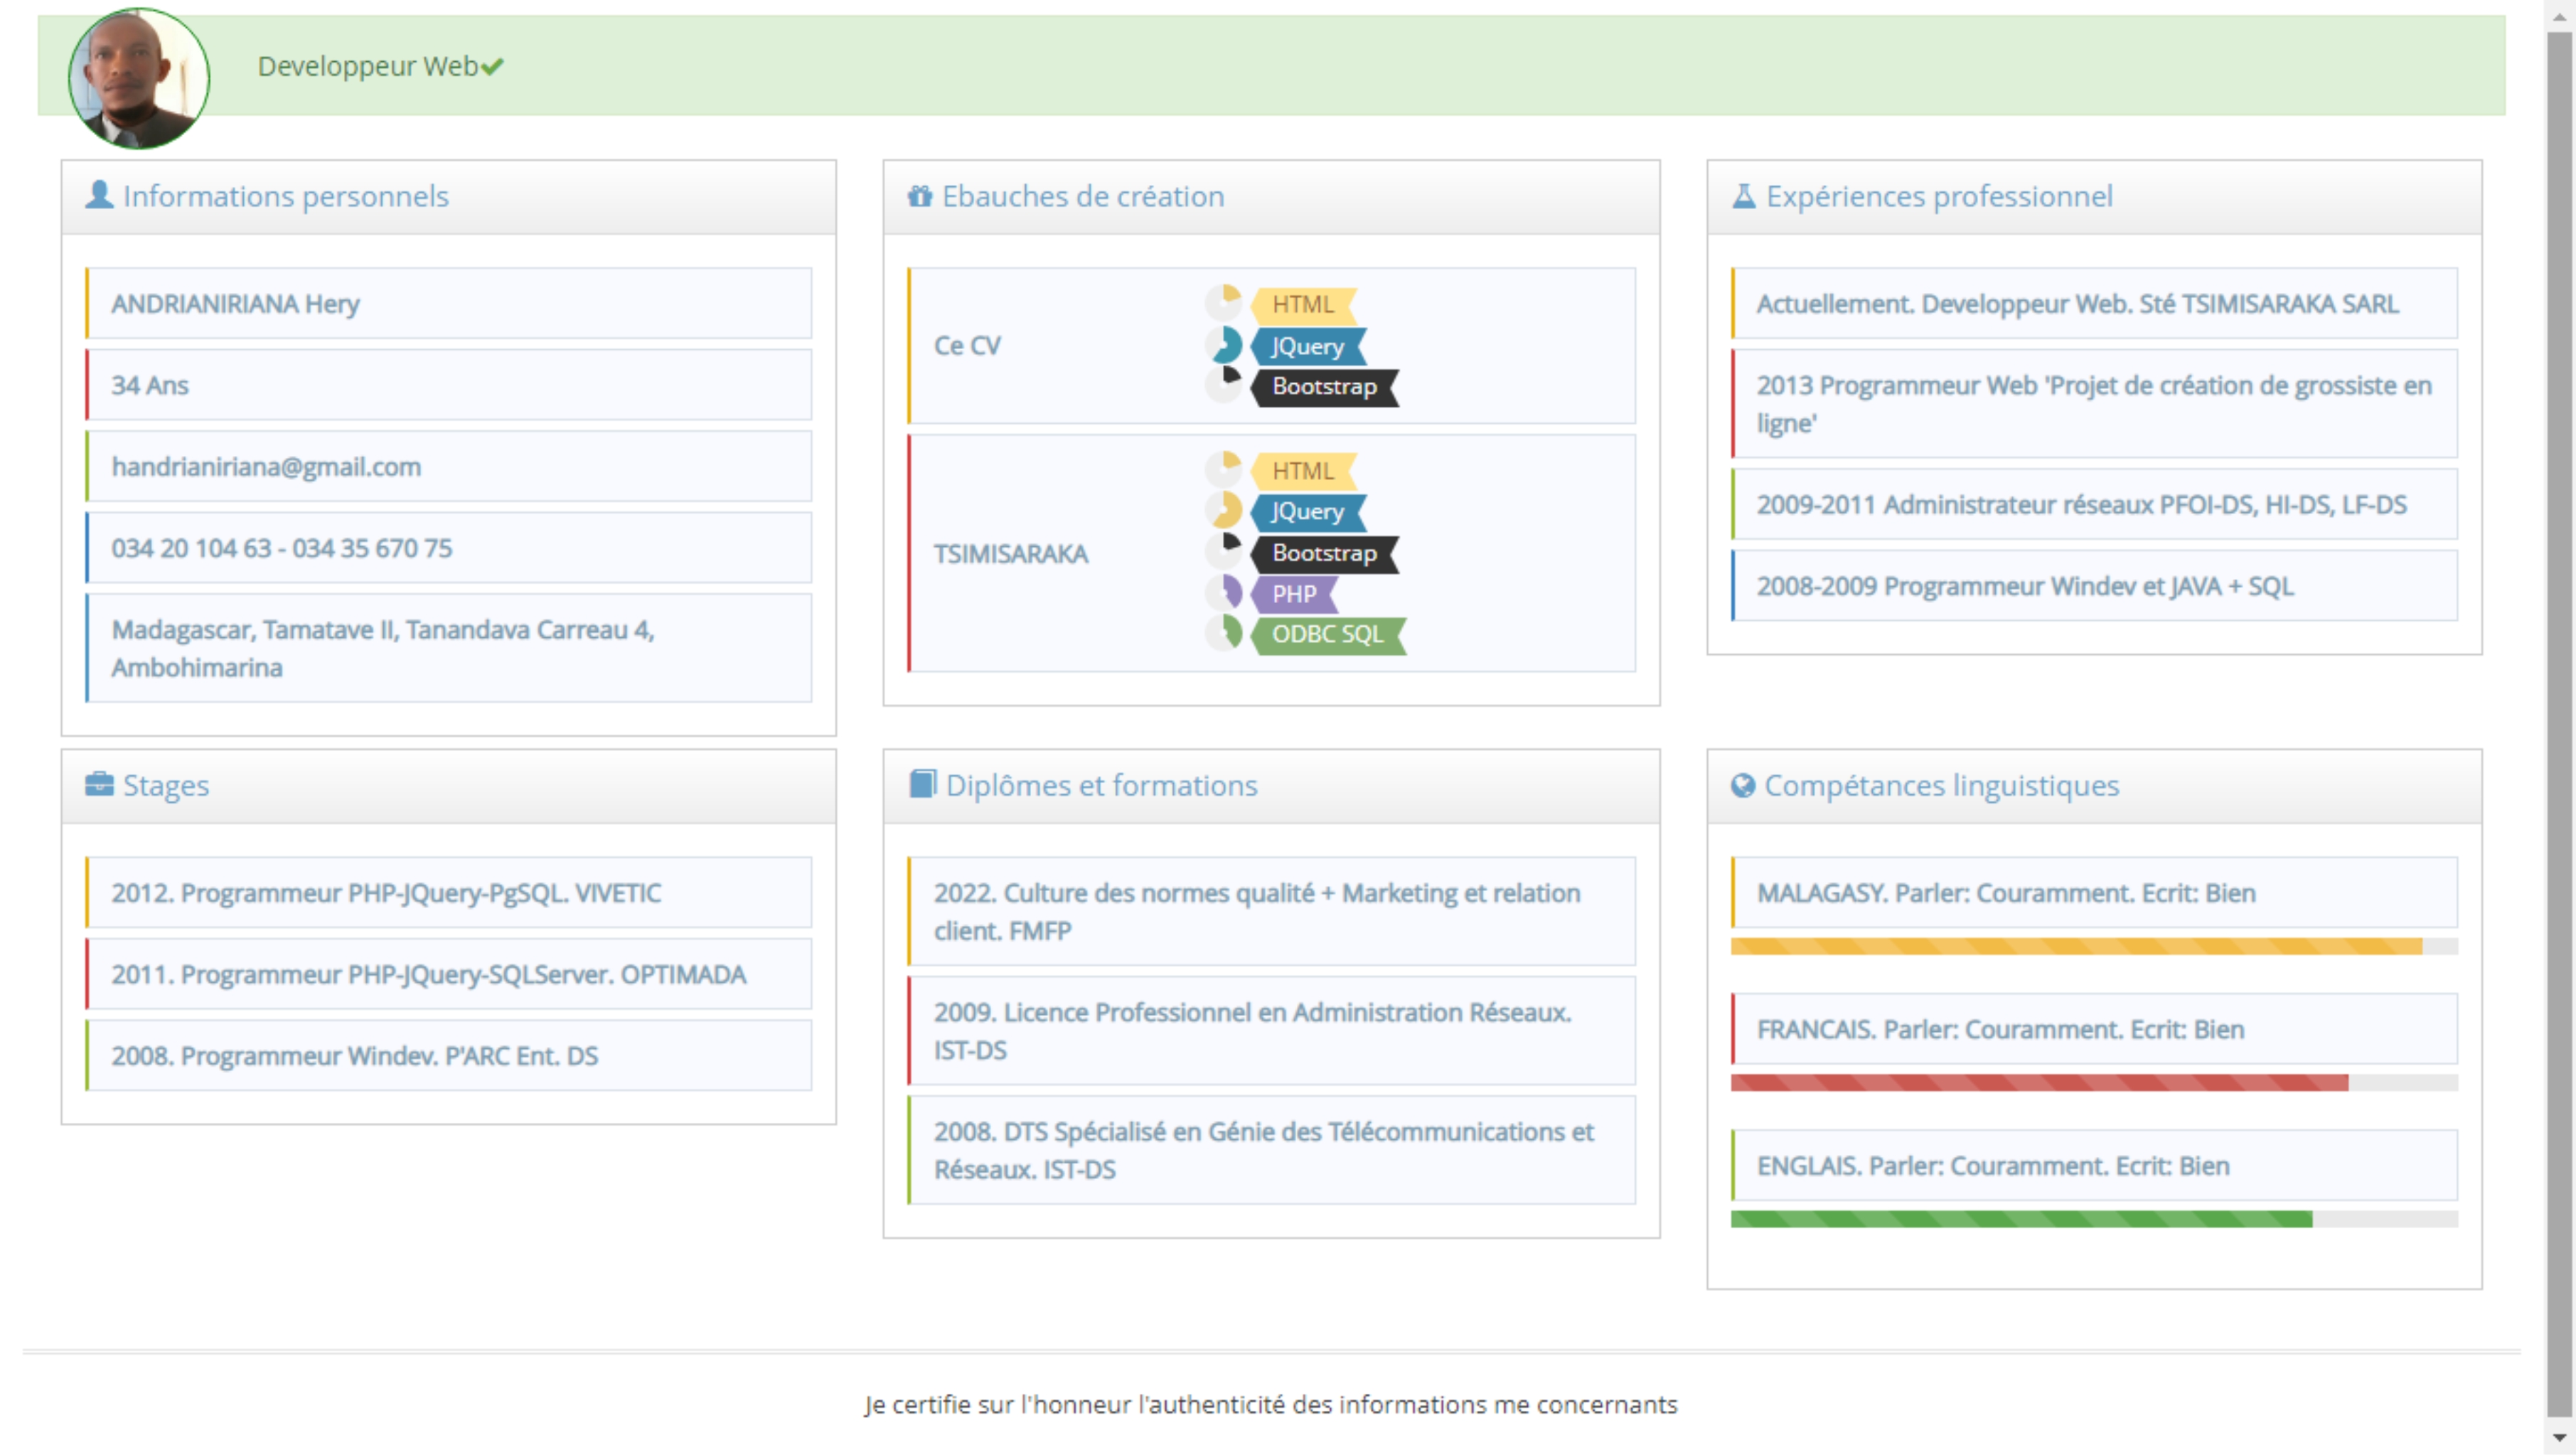 Developpeur Web
Informations personnels
ANDRIANIRIANA Hery
34 Ans
handrianiriana@gmail.com
034 20 104 63 - 034 35 670 75
Madagascar, Tamatave II, Tanandava Carreau 4,
Ambohimarina
Ebauches de création
Ce CV
HTML
JQuery
Bootstrap
TSIMISARAKA
HTML
JQuery
Bootstrap
PHP
ODBC SQL
Expériences professionnel
Actuellement. Developpeur Web. Sté TSIMISARAKA SARL
2013 Programmeur Web 'Projet de création de grossiste en
ligne'
2009-2011 Administrateur réseaux PFOI-DS, HI-DS, LF-DS
2008-2009 Programmeur Windev et JAVA + SQL
Stages
2012. Programmeur PHP-JQuery-PgSQL. VIVETIC
2011. Programmeur PHP-JQuery-SQLServer. OPTIMADA
2008. Programmeur Windev. P'ARC Ent. DS
Diplômes et formations
2022. Culture des normes qualité + Marketing et relation
client. FMFP
2009. Licence Professionnel en Administration Réseaux.
IST-DS
2008. DTS Spécialisé en Génie des Télécommunications et
Réseaux. IST-DS
Compétances linguistiques
MALAGASY. Parler: Couramment. Ecrit: Bien
FRANCAIS. Parler: Couramment. Ecrit: Bien
ENGLAIS. Parler: Couramment. Ecrit: Bien
Je certifie sur l'honneur l'authenticité des informations me concernants